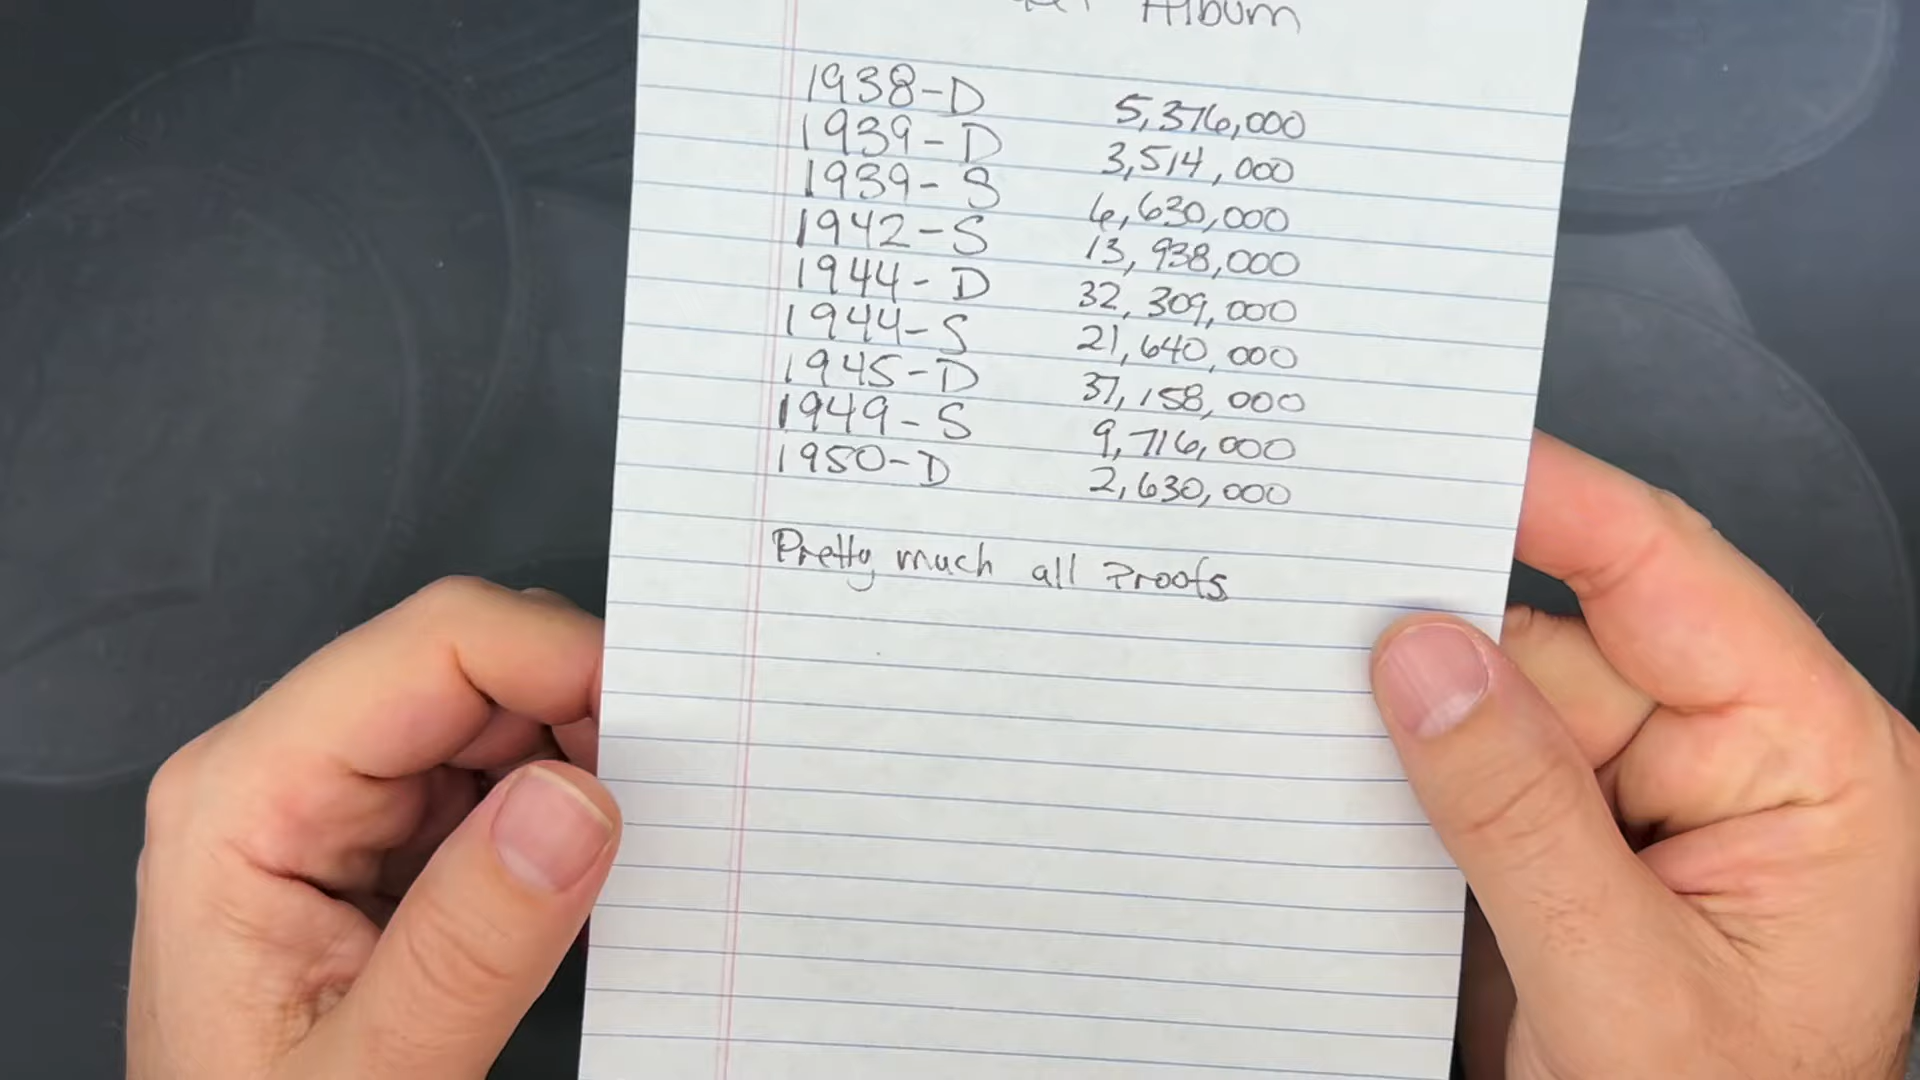 Album
1938-D 5,376,000
1939-D 3,514,000
1939-S 6,630,000
1942-S 13,938,000
1944-D 32,309,000
1944-S 21,640,000
1945-D 37,158,000
1949-S 9,716,000
1950-D 2,630,000
Pretty much all Proofs